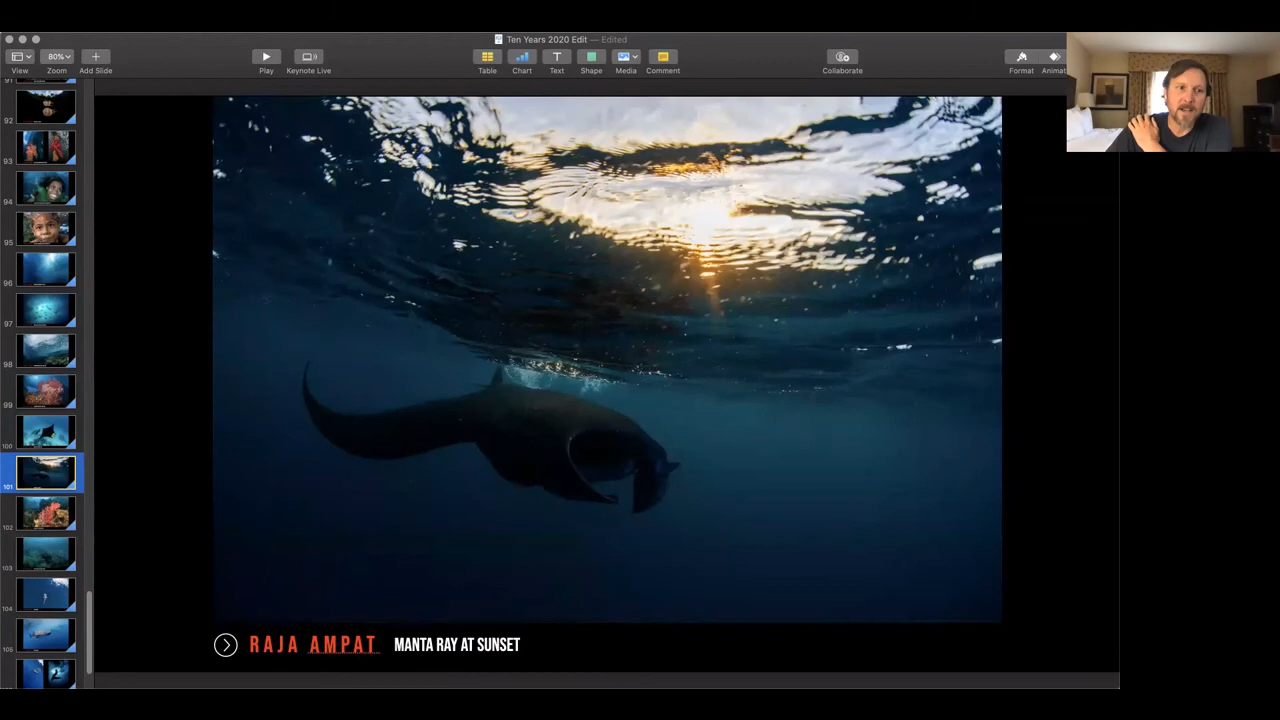 Ten Years 2020 Edit — Edited
80%
View
Zoom
Add Slide
Play
Keynote Live
Table
Chart
Text
Shape
Media
Comment
Collaborate
Format
Animat
91
92
93
94
95
96
97
98
99
100
101
102
103
104
105
RAJA AMPAT MANTA RAY AT SUNSET